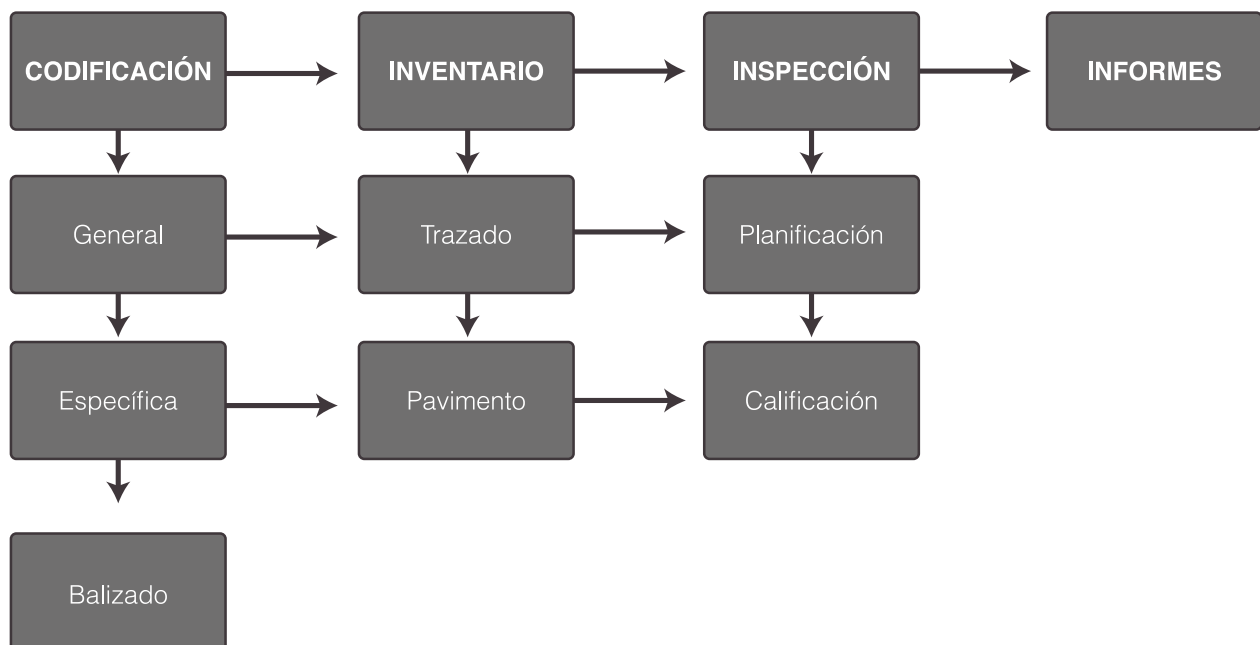 CODIFICACIÓN
INVENTARIO
INSPECCIÓN
INFORMES
General
Trazado
Planificación
Específica
Pavimento
Calificación
Balizado